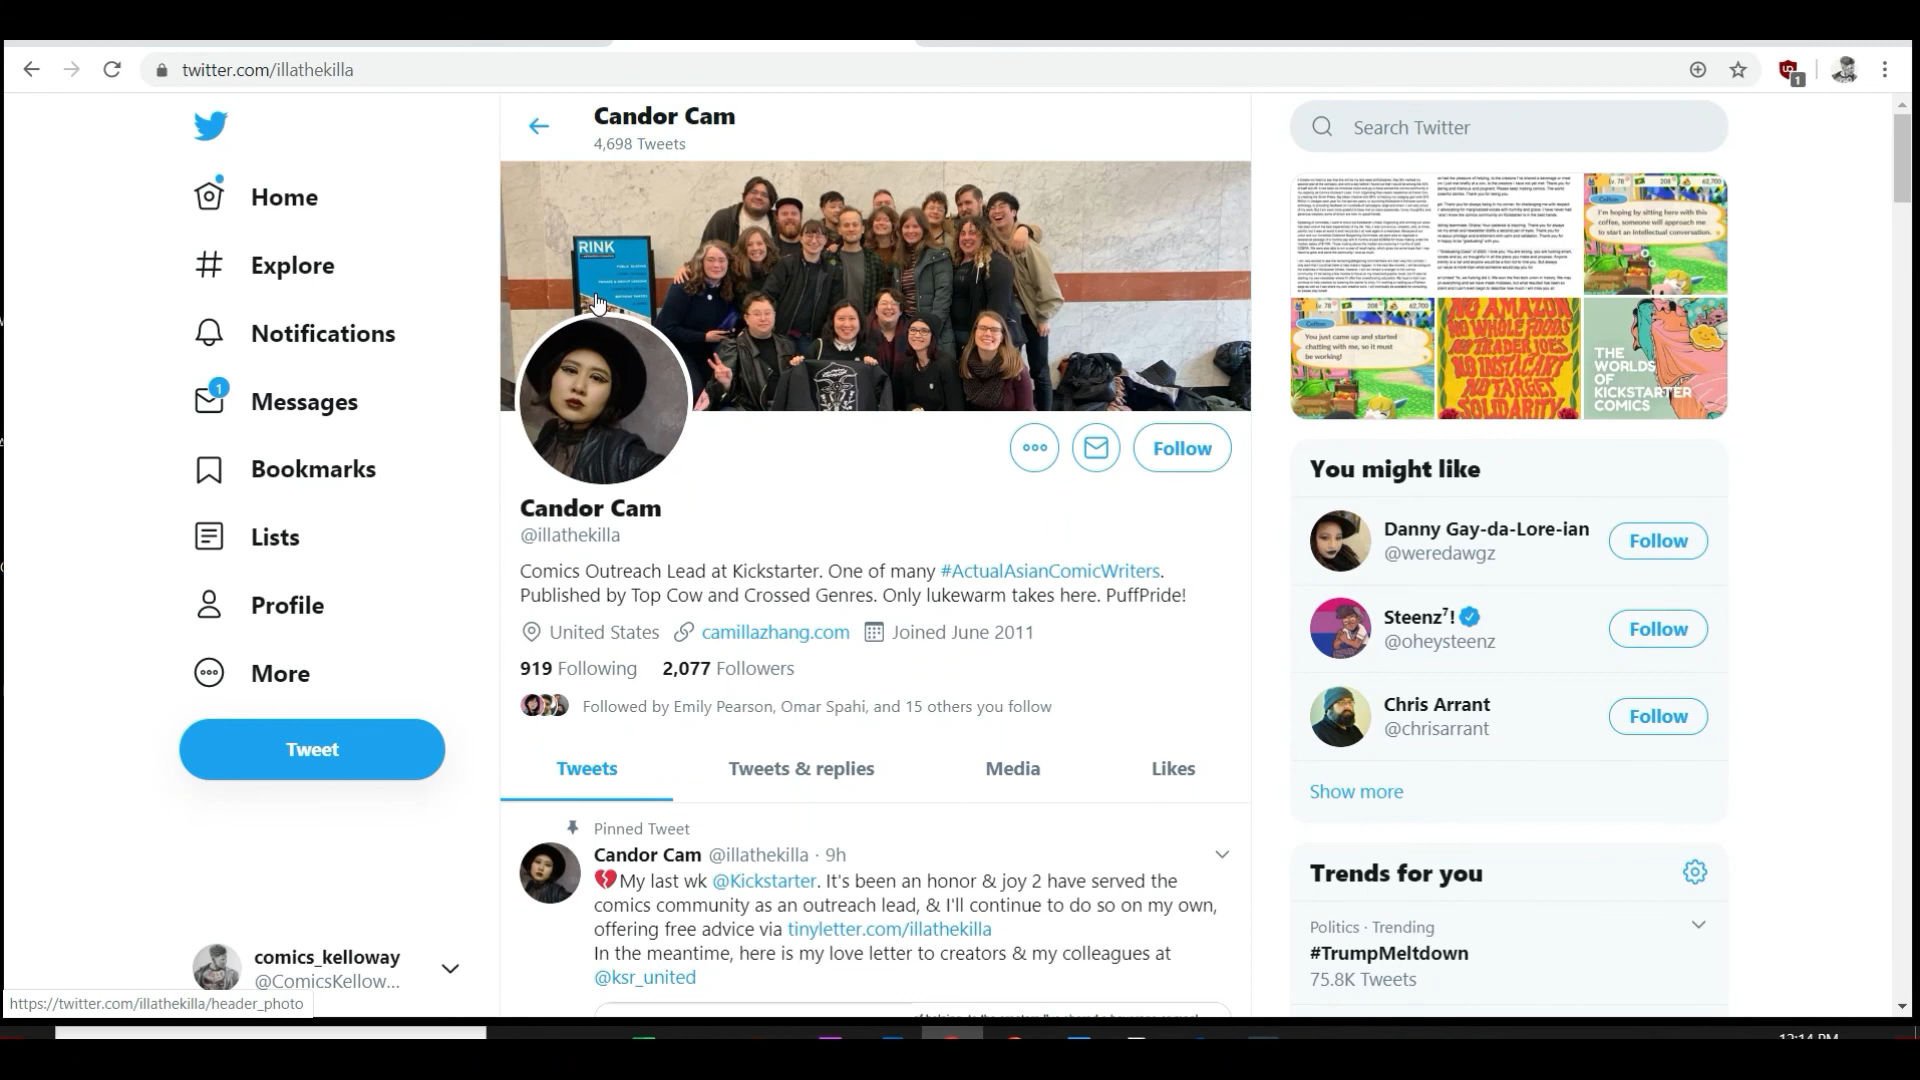 twitter.com/illathekilla
1
Candor Cam
4,698 Tweets
Search Twitter
Home
Explore
Notifications
1
Messages
Bookmarks
Lists
Profile
More
Tweet
RINK
I'm hoping by sitting here with this
coffee, someone will approach me
to start an intellectual conversation.
You just came up and started
chatting with me, so it must
be working!
NO AMAZON
NO WHOLE FOODS
NO TRADER JOES
NO INSTACART
NO TARGET
SOLIDARITY
THE
WORLDS
OF
KICKSTARTER
COMICS
Follow
Candor Cam
@illathekilla
Comics Outreach Lead at Kickstarter. One of many #ActualAsianComicWriters.
Published by Top Cow and Crossed Genres. Only lukewarm takes here. PuffPride!
United States camillazhang.com Joined June 2011
919 Following 2,077 Followers
Followed by Emily Pearson, Omar Spahi, and 15 others you follow
Tweets Tweets & replies Media Likes
Pinned Tweet
Candor Cam @illathekilla · 9h
💔My last wk @Kickstarter. It's been an honor & joy 2 have served the
comics community as an outreach lead, & I'll continue to do so on my own,
offering free advice via tinyletter.com/illathekilla
In the meantime, here is my love letter to creators & my colleagues at
@ksr_united
You might like
Danny Gay-da-Lore-ian
@weredawgz
Follow
Steenz⁷!
@oheysteenz
Follow
Chris Arrant
@chrisarrant
Follow
Show more
Trends for you
Politics · Trending
#TrumpMeltdown
75.8K Tweets
comics_kelloway
@ComicsKellow...
https://twitter.com/illathekilla/header_photo